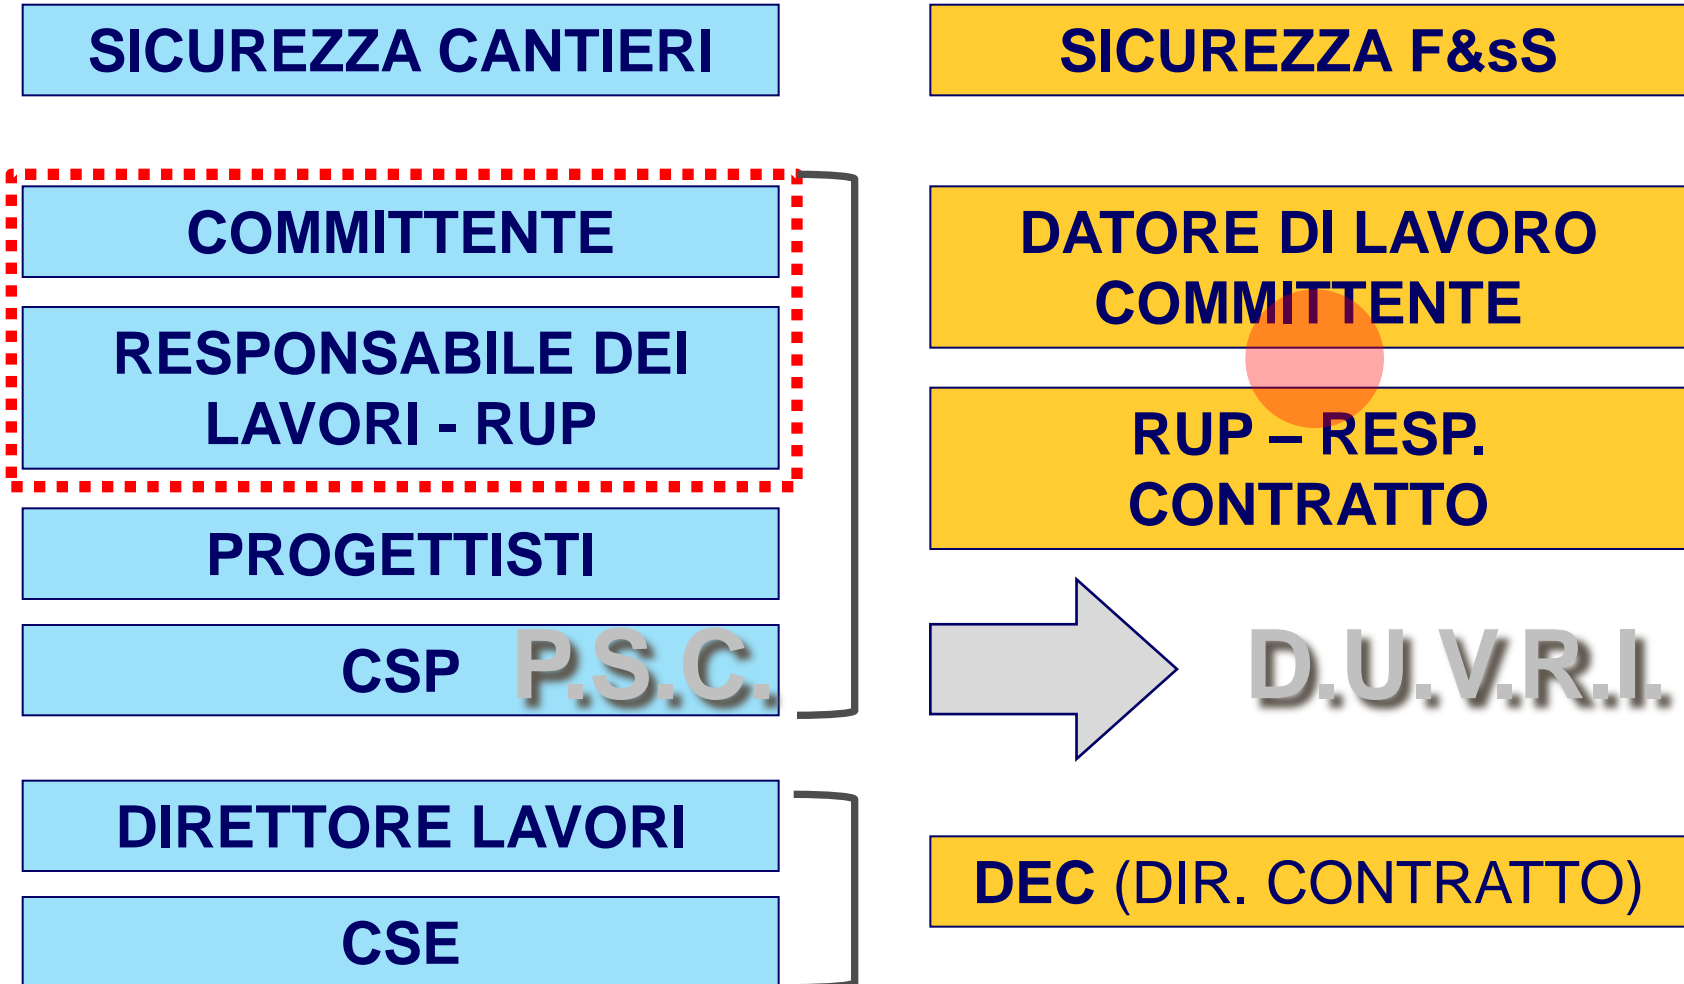 SICUREZZA CANTIERI
COMMITTENTE
RESPONSABILE DEI
LAVORI - RUP
PROGETTISTI
CSP P.S.C.
DIRETTORE LAVORI
CSE
SICUREZZA F&sS
DATORE DI LAVORO
COMMITTENTE
RUP – RESP.
CONTRATTO
D.U.V.R.I.
DEC (DIR. CONTRATTO)